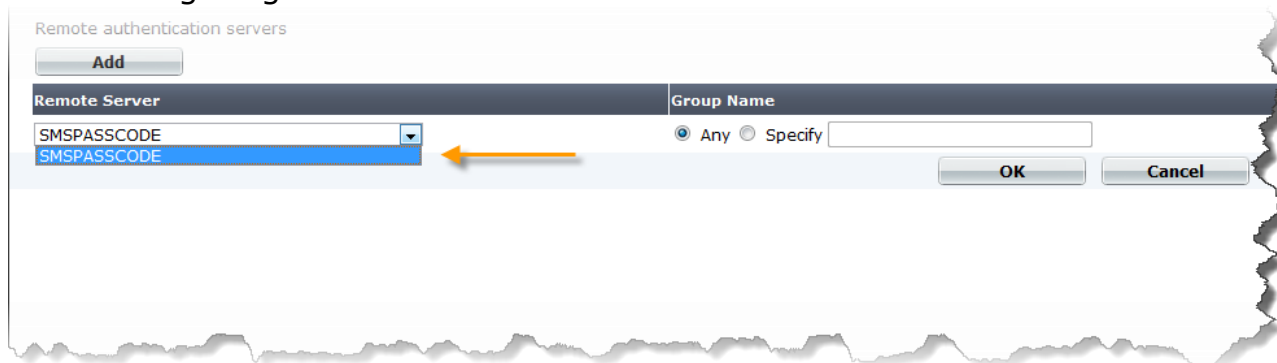 Remote authentication servers
Add
Remote Server Group Name
SMSPASSCODE Any Specify
SMSPASSCODE
OK Cancel